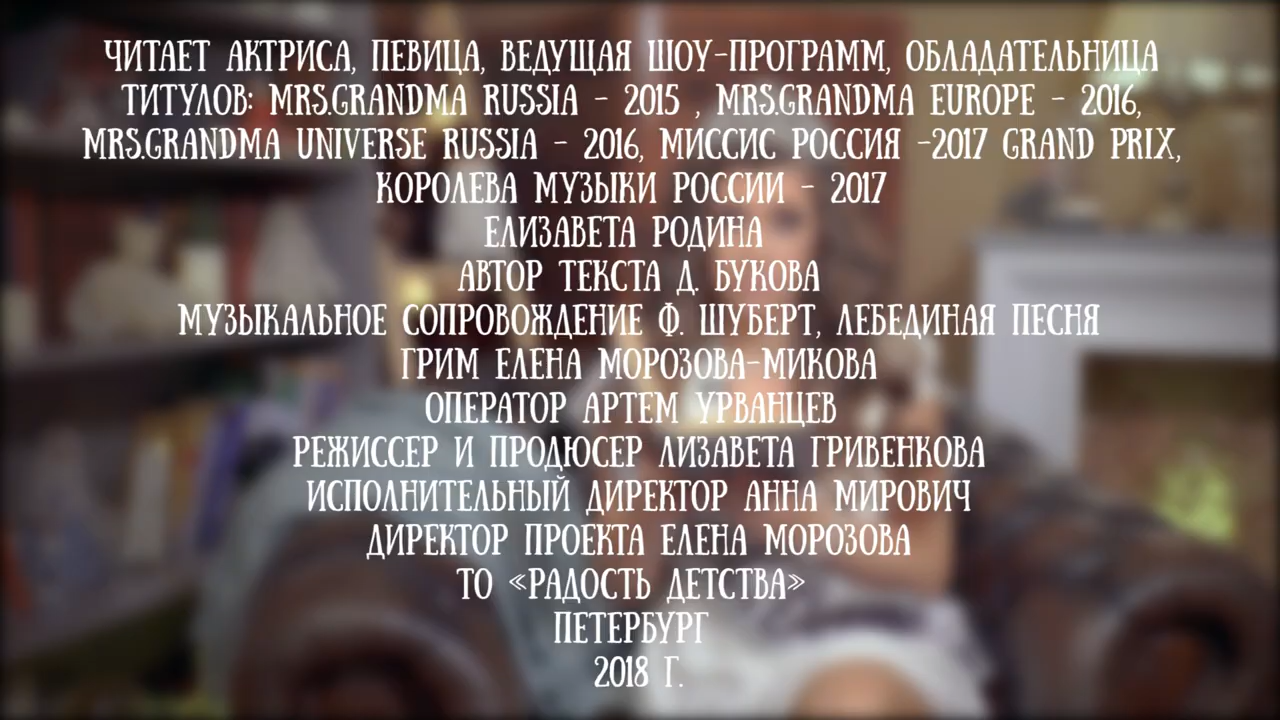 ЧИТАЕТ АКТРИСА, ПЕВИЦА, ВЕДУЩАЯ ШОУ-ПРОГРАММ, ОБЛАДАТЕЛЬНИЦА
ТИТУЛОВ: MRS.GRANDMA RUSSIA - 2015 , MRS.GRANDMA EUROPE - 2016,
MRS.GRANDMA UNIVERSE RUSSIA - 2016, МИССИС РОССИЯ -2017 GRAND PRIX,
КОРОЛЕВА МУЗЫКИ РОССИИ - 2017
ЕЛИЗАВЕТА РОДИНА
АВТОР ТЕКСТА Д. БУКОВА
МУЗЫКАЛЬНОЕ СОПРОВОЖДЕНИЕ Ф. ШУБЕРТ, ЛЕБЕДИНАЯ ПЕСНЯ
ГРИМ ЕЛЕНА МОРОЗОВА-МИКОВА
ОПЕРАТОР АРТЕМ УРВАНЦЕВ
РЕЖИССЕР И ПРОДЮСЕР ЛИЗАВЕТА ГРИВЕНКОВА
ИСПОЛНИТЕЛЬНЫЙ ДИРЕКТОР АННА МИРОВИЧ
ДИРЕКТОР ПРОЕКТА ЕЛЕНА МОРОЗОВА
ТО «РАДОСТЬ ДЕТСТВА»
ПЕТЕРБУРГ
2018 Г.